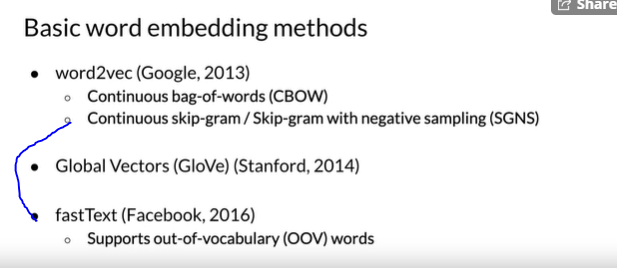 Share
Basic word embedding methods
● word2vec (Google, 2013)
○ Continuous bag-of-words (CBOW)
○ Continuous skip-gram / Skip-gram with negative sampling (SGNS)
● Global Vectors (GloVe) (Stanford, 2014)
● fastText (Facebook, 2016)
○ Supports out-of-vocabulary (OOV) words